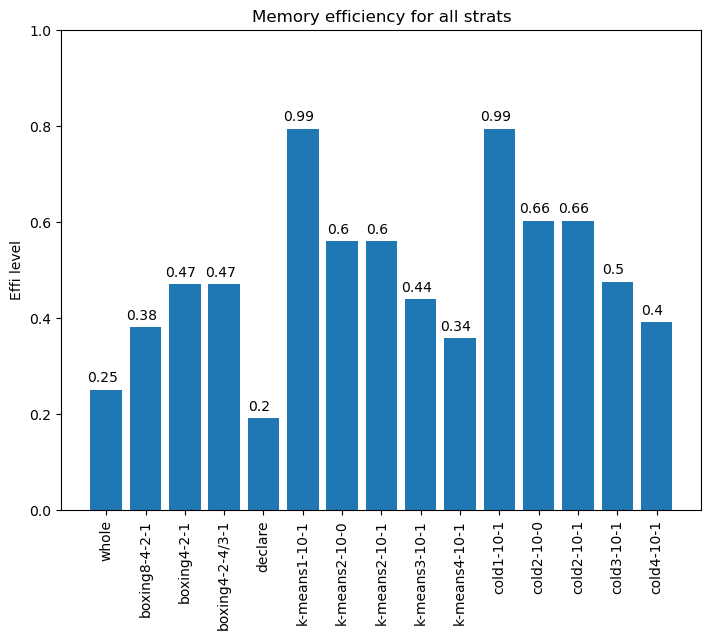 Memory efficiency for all strats
Effi level
1.0
0.8
0.6
0.4
0.2
0.0
0.25
0.38
0.47
0.47
0.2
0.99
0.6
0.6
0.44
0.34
0.99
0.66
0.66
0.5
0.4
whole
boxing8-4-2-1
boxing4-2-1
boxing4-2-4/3-1
declare
k-means1-10-1
k-means2-10-0
k-means2-10-1
k-means3-10-1
k-means4-10-1
cold1-10-1
cold2-10-0
cold2-10-1
cold3-10-1
cold4-10-1